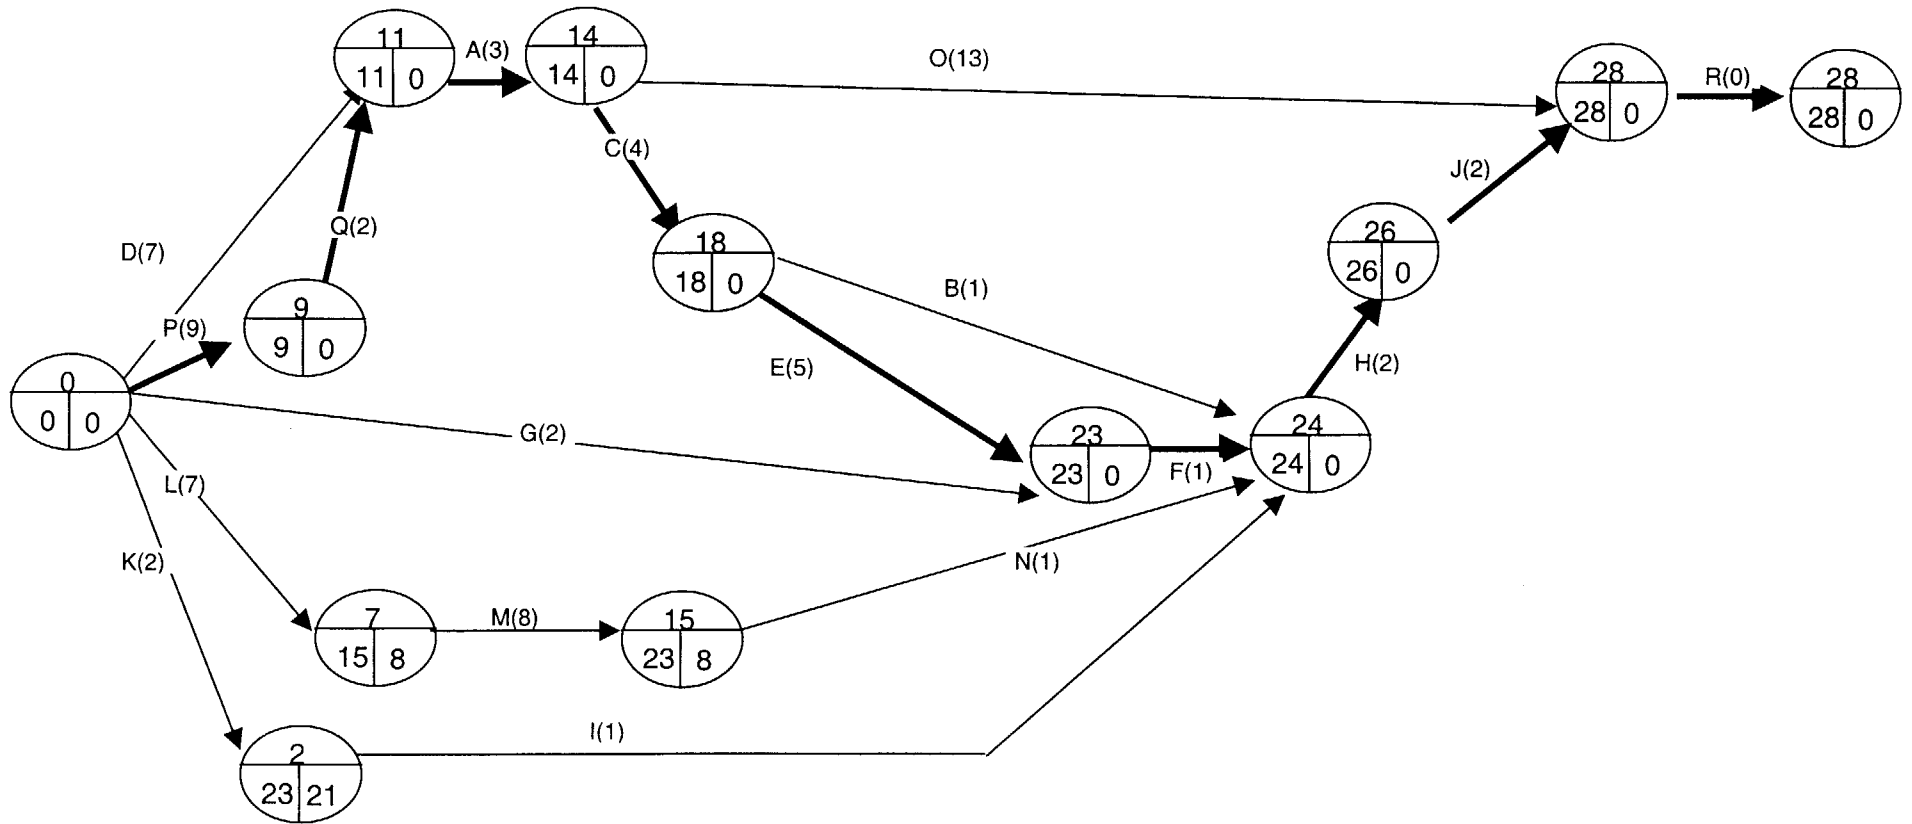 11
11 0
A(3)
14
14 0
O(13)
28
28 0
R(0)
28
28 0
C(4)
J(2)
D(7)
Q(2)
18
18 0
B(1)
26
26 0
P(9)
9
9 0
E(5)
H(2)
0
0 0
G(2)
23
23 0
F(1)
24
24 0
L(7)
K(2)
N(1)
7
15 8
M(8)
15
23 8
I(1)
2
23 21